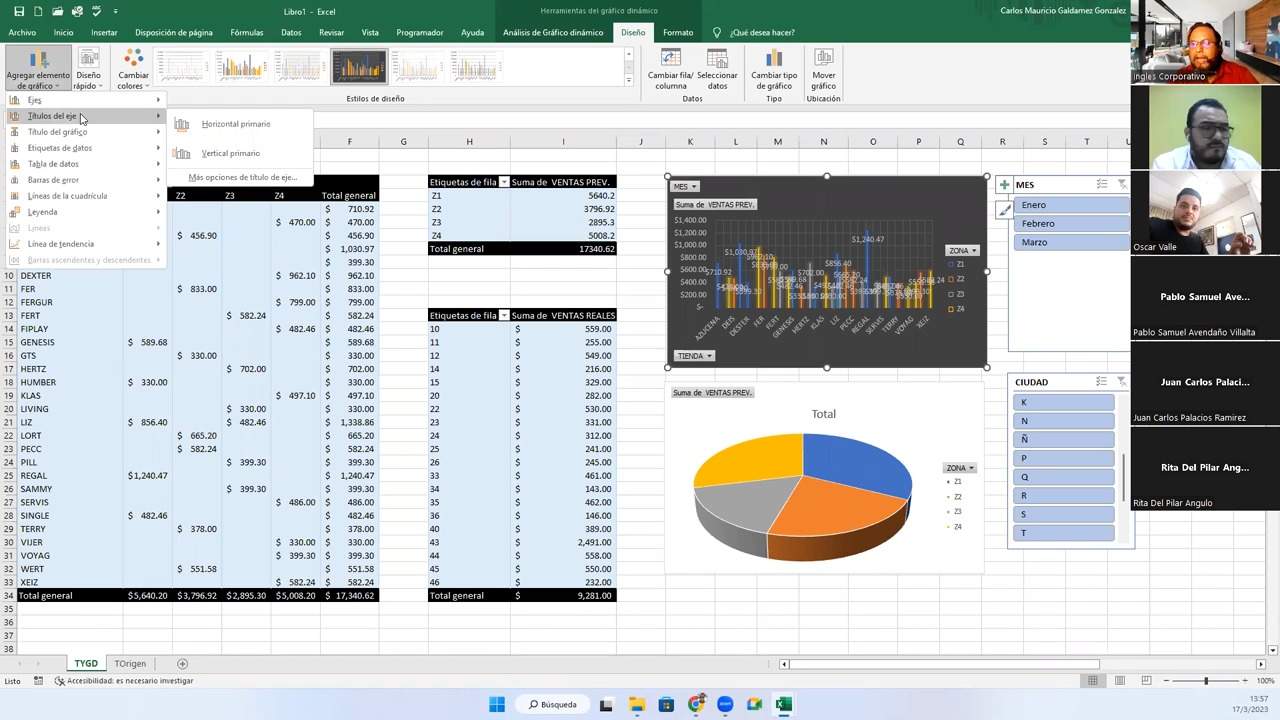 Libro1 - Excel
Herramientas del gráfico dinámico
Carlos Mauricio Galdamez Gonzalez
Archivo Inicio Insertar Disposición de página Fórmulas Datos Revisar Vista Programador Ayuda Análisis de Gráfico dinámico Diseño Formato ¿Qué desea hacer?
Agregar elemento de gráfico
Diseño rápido
Cambiar colores
Cambiar fila/columna
Seleccionar datos
Cambiar tipo de gráfico
Mover gráfico
Estilos de diseño
Datos
Tipo
Ubicación
Ejes
Títulos del eje
Título del gráfico
Etiquetas de datos
Tabla de datos
Barras de error
Líneas de la cuadrícula
Leyenda
Líneas
Línea de tendencia
Barras ascendentes y descendentes
Horizontal primario
Vertical primario
Más opciones de título de eje...
F G H I J K L M N O P Q R S
Z2 Z3 Z4 Total general
$ 710.92
$ 470.00 $ 470.00
$ 456.90 $ 456.90
$ 1,030.97
$ 399.30
10 DEXTER $ 962.10 $ 962.10
11 FER $ 833.00 $ 833.00
12 FERGUR $ 799.00 $ 799.00
13 FERT $ 582.24 $ 582.24
14 FIPLAY $ 482.46 $ 482.46
15 GENESIS $ 589.68 $ 589.68
16 GTS $ 330.00 $ 330.00
17 HERTZ $ 702.00 $ 702.00
18 HUMBER $ 330.00 $ 330.00
19 KLAS $ 497.10 $ 497.10
20 LIVING $ 330.00 $ 330.00
21 LIZ $ 856.40 $ 482.46 $ 1,338.86
22 LORT $ 665.20 $ 665.20
23 PECC $ 582.24 $ 582.24
24 PILL $ 399.30 $ 399.30
25 REGAL $1,240.47 $ 1,240.47
26 SAMMY $ 399.30 $ 399.30
27 SERVIS $ 486.00 $ 486.00
28 SINGLE $ 482.46 $ 482.46
29 TERRY $ 378.00 $ 378.00
30 VIJER $ 330.00 $ 330.00
31 VOYAG $ 399.30 $ 399.30
32 WERT $ 551.58 $ 551.58
33 XEIZ $ 582.24 $ 582.24
34 Total general $5,640.20 $3,796.92 $2,895.30 $5,008.20 $ 17,340.62
35
36
37
38
Etiquetas de fila Suma de VENTAS PREV.
Z1 5640.2
Z2 3796.92
Z3 2895.3
Z4 5008.2
Total general 17340.62
Etiquetas de fila Suma de VENTAS REALES
10 $ 559.00
11 $ 255.00
12 $ 549.00
14 $ 216.00
15 $ 329.00
20 $ 282.00
22 $ 530.00
23 $ 331.00
24 $ 312.00
25 $ 241.00
26 $ 245.00
33 $ 461.00
34 $ 143.00
35 $ 462.00
36 $ 146.00
40 $ 389.00
43 $ 2,491.00
44 $ 558.00
45 $ 550.00
46 $ 232.00
Total general $ 9,281.00
MES
Suma de VENTAS PREV.
$1,400.00
$1,200.00
$1,000.00
$800.00
$600.00
$400.00
$200.00
$-
$1,240.47
$856.40
$702.00
ZONA
Z1
Z2
Z3
Z4
AZUCENA DHIS DEXTER FER FERT GENESIS HERTZ KLAS LIZ PECC REGAL TERRY VOYAG XEIZ
TIENDA
Suma de VENTAS PREV.
Total
ZONA
Z1
Z2
Z3
Z4
MES
Enero
Febrero
Marzo
CIUDAD
K
N
Ñ
P
Q
R
S
T
Ingles Corporativo
Oscar Valle
Pablo Samuel Ave...
Pablo Samuel Avendaño Villalta
Juan Carlos Palaci...
Juan Carlos Palacios Ramirez
Rita Del Pilar Ang...
Rita Del Pilar Angulo
TYGD TOrigen
Listo Accesibilidad: es necesario investigar
100%
Búsqueda
13:57
17/3/2023